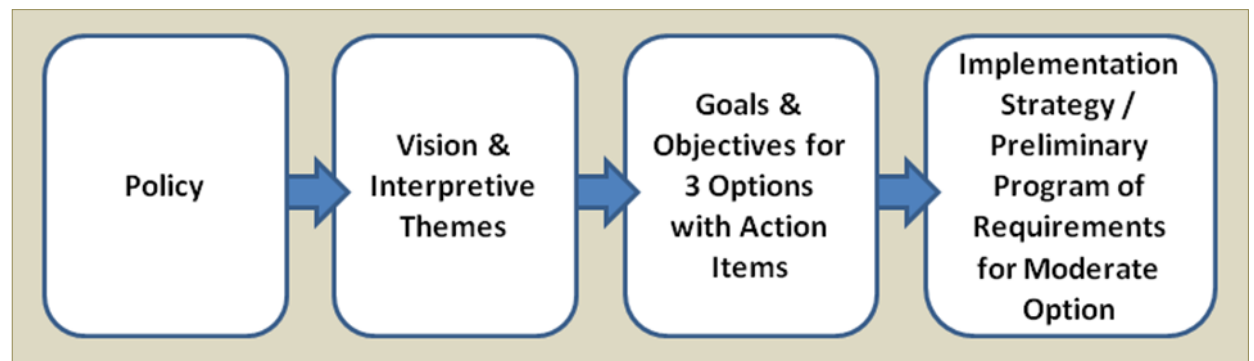 Policy
Vision &
Interpretive
Themes
Goals &
Objectives for
3 Options
with Action
Items
Implementation
Strategy /
Preliminary
Program of
Requirements
for Moderate
Option